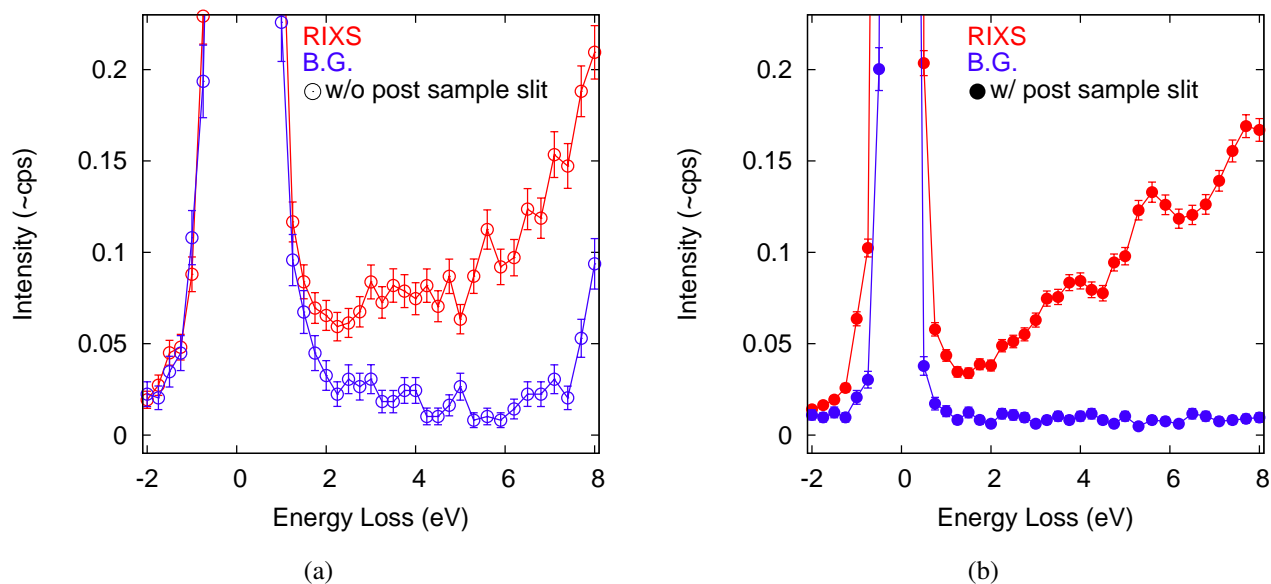 RIXS
B.G.
w/o post sample slit
0.2
0.15
0.1
0.05
0
Intensity (~cps)
-2 0 2 4 6 8
Energy Loss (eV)
(a)
RIXS
B.G.
w/ post sample slit
0.2
0.15
0.1
0.05
0
Intensity (~cps)
-2 0 2 4 6 8
Energy Loss (eV)
(b)